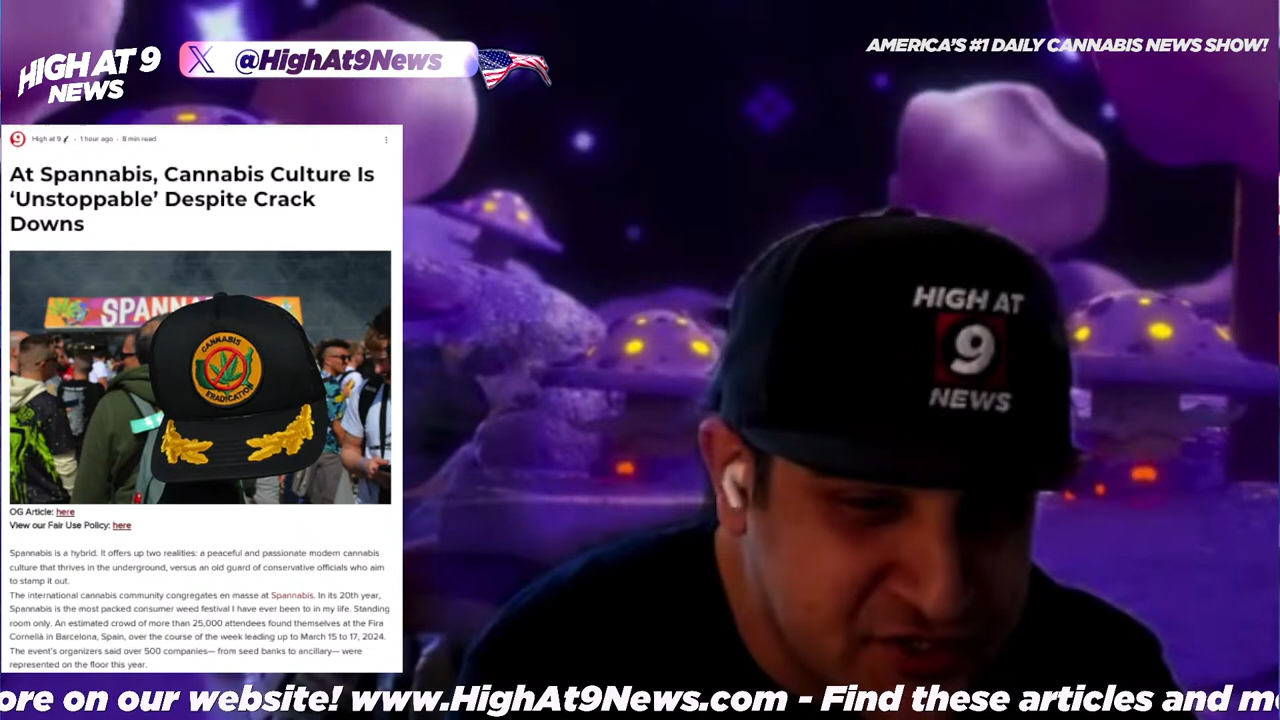 HIGH AT 9
NEWS
@HighAt9News
AMERICA'S #1 DAILY CANNABIS NEWS SHOW!
9
High at 9 · 1 hour ago · 8 min read
At Spannabis, Cannabis Culture Is
‘Unstoppable’ Despite Crack
Downs
SPANNA
CANNABIS
ERADICATION
OG Article: here
View our Fair Use Policy: here
Spannabis is a hybrid. It offers up two realities: a peaceful and passionate modern cannabis
culture that thrives in the underground, versus an old guard of conservative officials who aim
to stamp it out.
The international cannabis community congregates en masse at Spannabis. In its 20th year,
Spannabis is the most packed consumer weed festival I have ever been to in my life. Standing
room only. An estimated crowd of more than 25,000 attendees found themselves at the Fira
Cornellà in Barcelona, Spain, over the course of the week leading up to March 15 to 17, 2024.
The event's organizers said over 500 companies— from seed banks to ancillary— were
represented on the floor this year.
HIGH AT
9
NEWS
ore on our website! www.HighAt9News.com - Find these articles and m